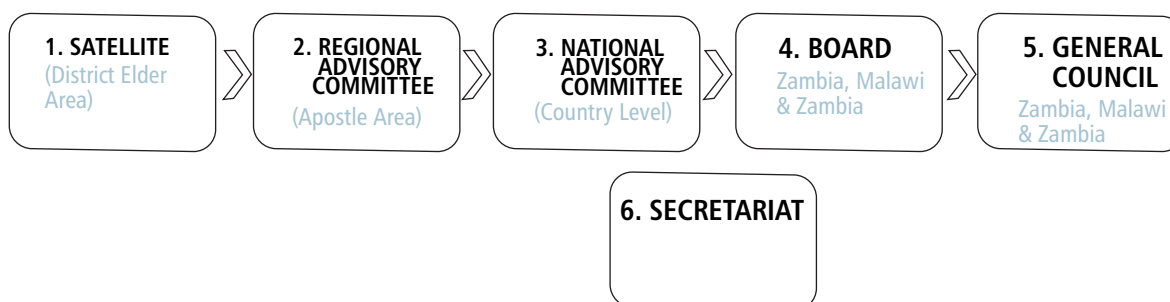 1. SATELLITE
(District Elder
Area)
2. REGIONAL
ADVISORY
COMMITTEE
(Apostle Area)
3. NATIONAL
ADVISORY
COMMITTEE
(Country Level)
4. BOARD
Zambia, Malawi
& Zambia
5. GENERAL
COUNCIL
Zambia, Malawi
& Zambia
6. SECRETARIAT